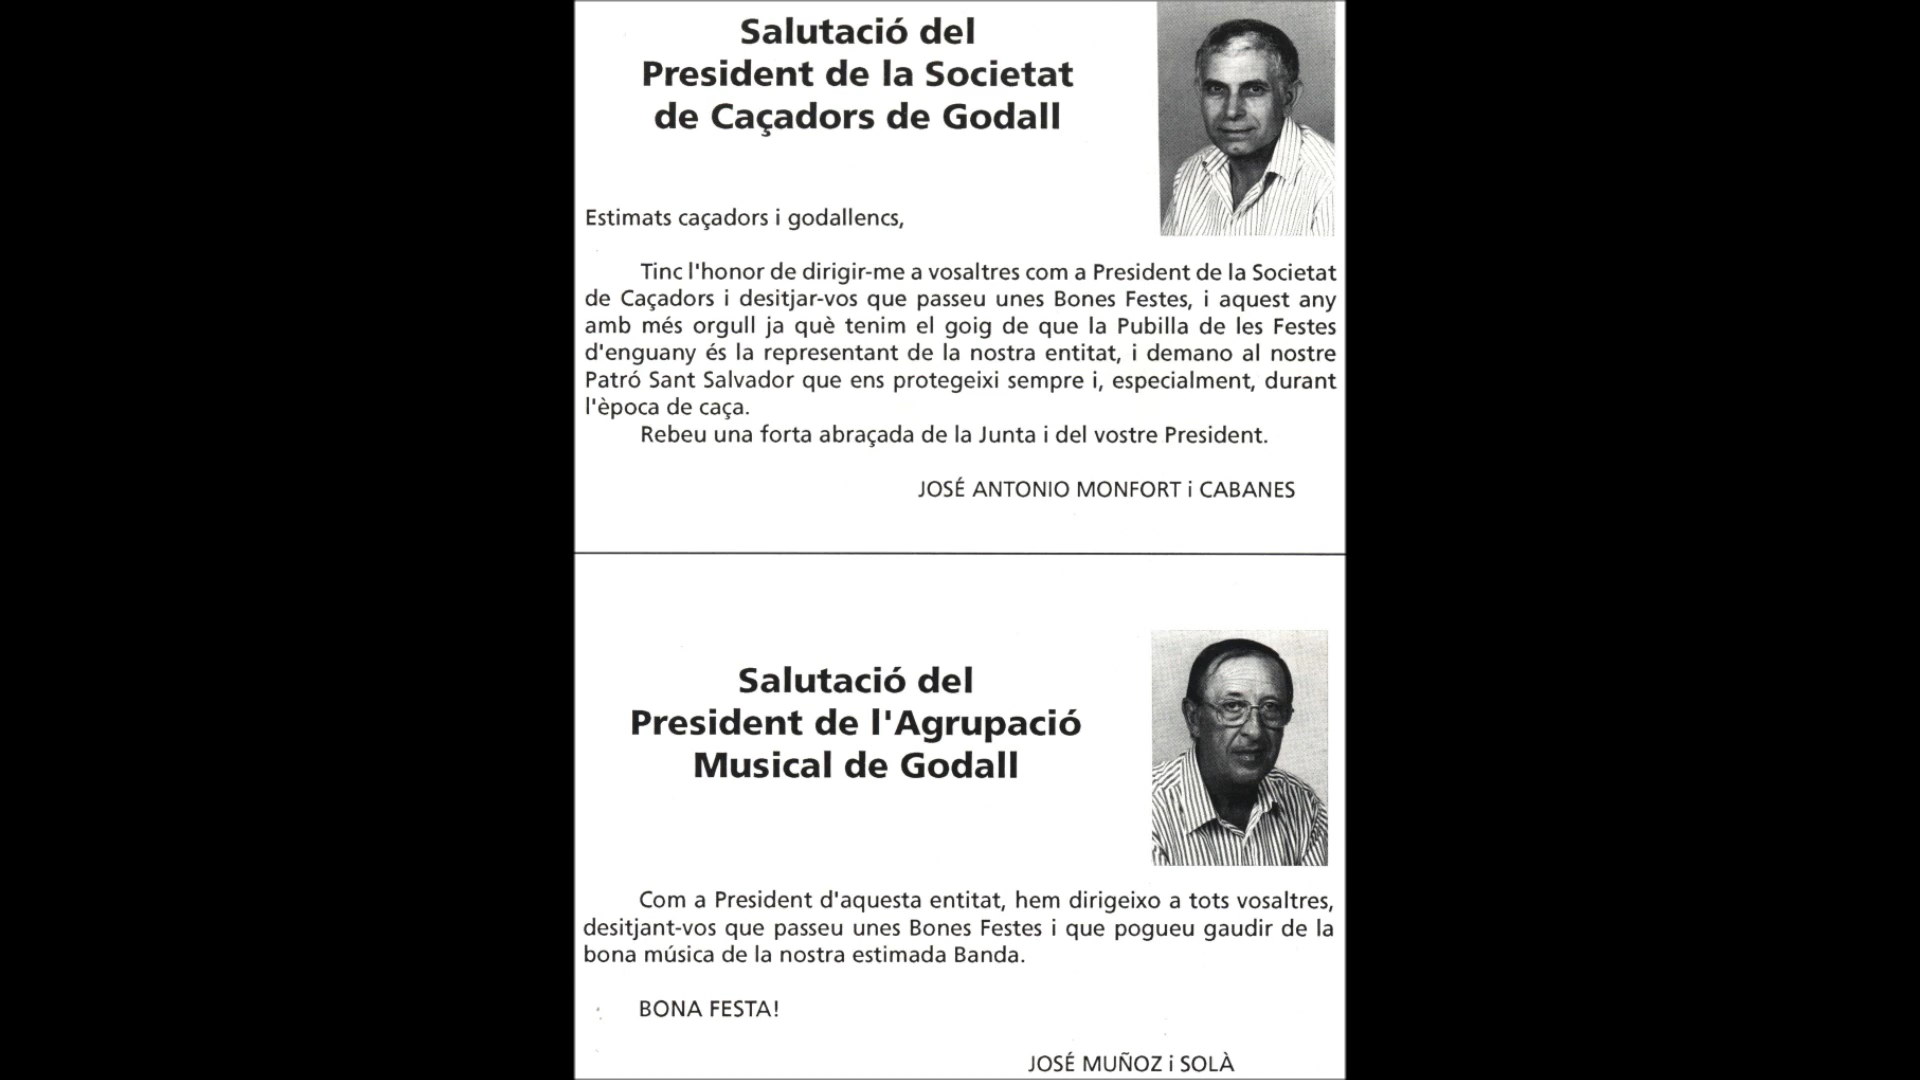 Salutació del
President de la Societat
de Caçadors de Godall
Estimats caçadors i godallencs,
Tinc l'honor de dirigir-me a vosaltres com a President de la Societat
de Caçadors i desitjar-vos que passeu unes Bones Festes, i aquest any
amb més orgull ja què tenim el goig de que la Pubilla de les Festes
d'enguany és la representant de la nostra entitat, i demano al nostre
Patró Sant Salvador que ens protegeixi sempre i, especialment, durant
l'època de caça.
Rebeu una forta abraçada de la Junta i del vostre President.
JOSÉ ANTONIO MONFORT i CABANES
Salutació del
President de l'Agrupació
Musical de Godall
Com a President d'aquesta entitat, hem dirigeixo a tots vosaltres,
desitjant-vos que passeu unes Bones Festes i que pogueu gaudir de la
bona música de la nostra estimada Banda.
BONA FESTA!
JOSÉ MUÑOZ i SOLÀ